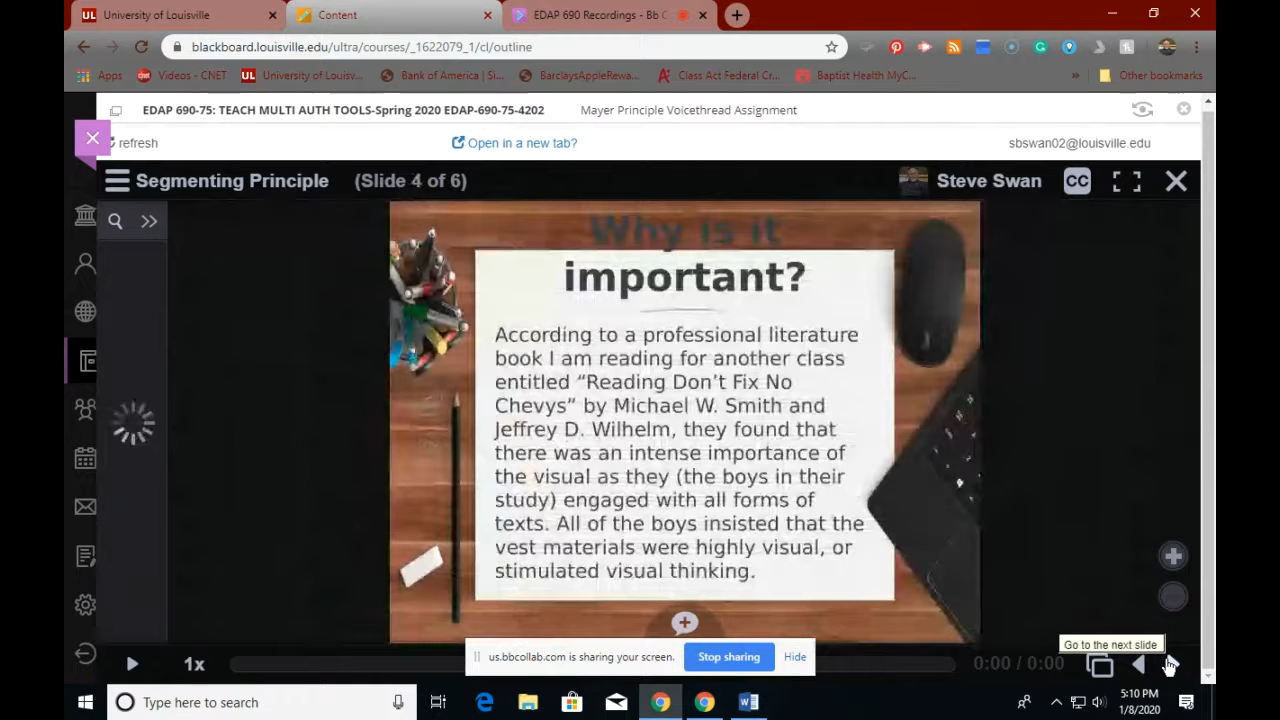 University of Louisville
Content
EDAP 690 Recordings - Bb C
blackboard.louisville.edu/ultra/courses/_1622079_1/cl/outline
Apps
Videos - CNET
University of Louisv...
Bank of America | Si...
BarclaysAppleRewa...
Class Act Federal Cr...
Baptist Health MyC...
»
Other bookmarks
EDAP 690-75: TEACH MULTI AUTH TOOLS-Spring 2020 EDAP-690-75-4202
Mayer Principle Voicethread Assignment
refresh
Open in a new tab?
sbswan02@louisville.edu
Segmenting Principle (Slide 4 of 6)
Steve Swan
CC
Why is it
important?
According to a professional literature
book I am reading for another class
entitled “Reading Don’t Fix No
Chevys” by Michael W. Smith and
Jeffrey D. Wilhelm, they found that
there was an intense importance of
the visual as they (the boys in their
study) engaged with all forms of
texts. All of the boys insisted that the
vest materials were highly visual, or
stimulated visual thinking.
Go to the next slide
us.bbcollab.com is sharing your screen.
Stop sharing
Hide
1x
0:00 / 0:00
Type here to search
5:10 PM
1/8/2020